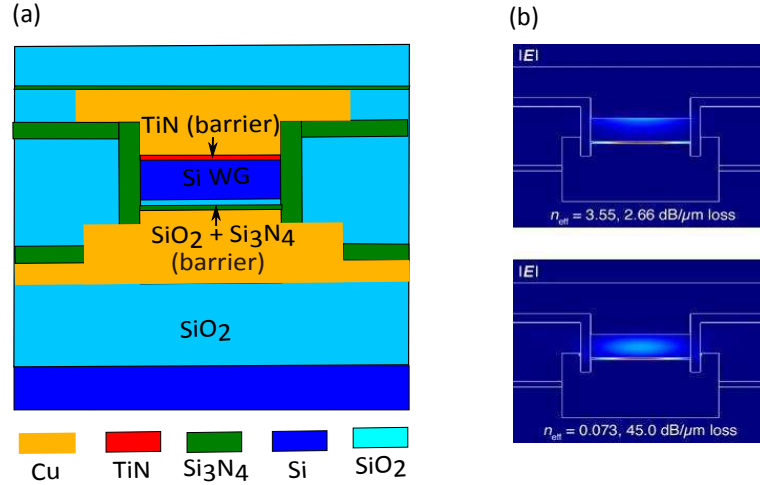 (a)
TiN (barrier)
Si WG
SiO2 + Si3N4
(barrier)
SiO2
Cu
TiN
Si3N4
Si
SiO2
(b)
|E|
neff = 3.55, 2.66 dB/µm loss
|E|
neff = 0.073, 45.0 dB/µm loss